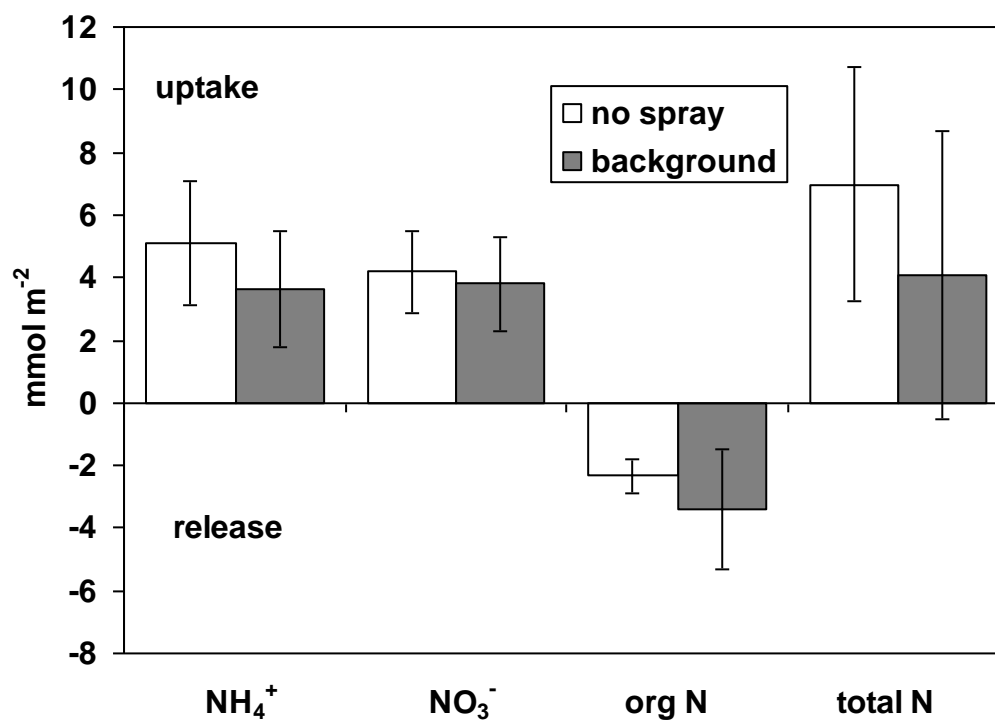 12
10
8
6
4
2
0
-2
-4
-6
-8
mmol m⁻²
uptake
no spray
background
release
NH₄⁺
NO₃⁻
org N
total N